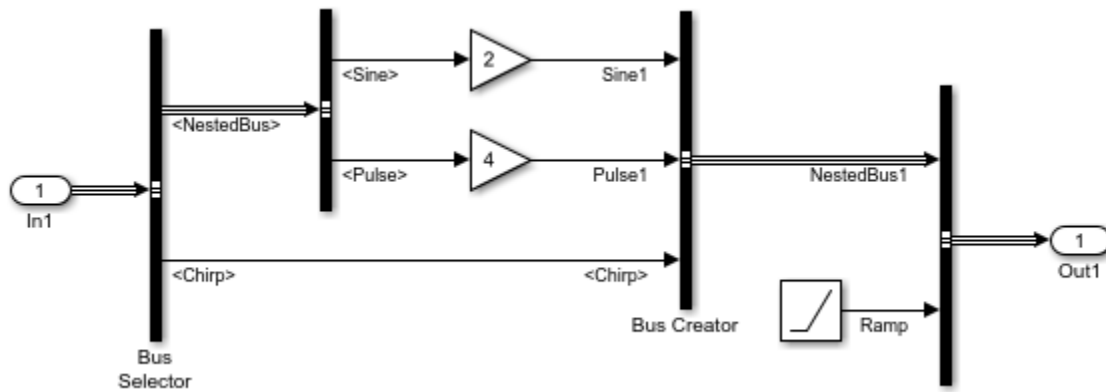 <Sine>
2
Sine1
<NestedBus>
<Pulse>
4
Pulse1
NestedBus1
1
In1
1
Out1
<Chirp>
<Chirp>
Bus Creator
Ramp
Bus
Selector